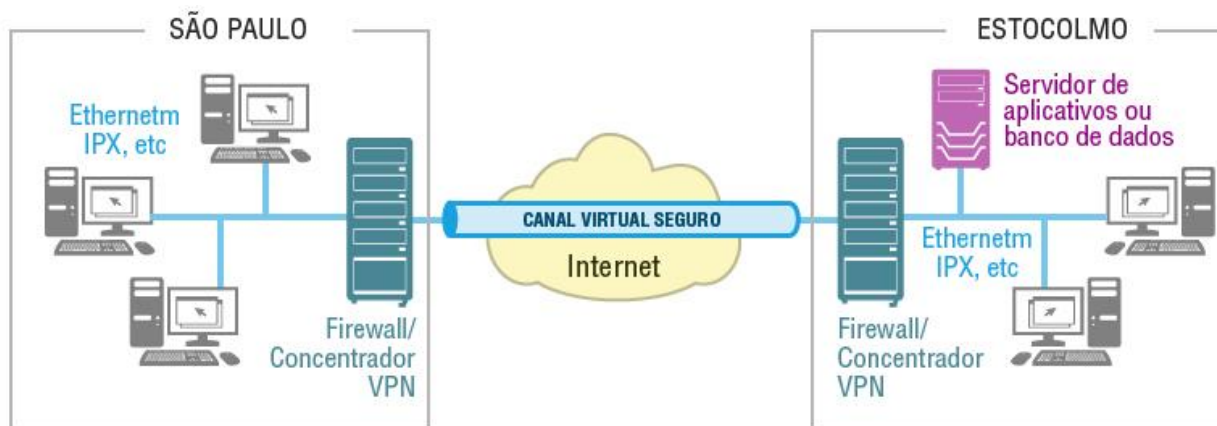 SÃO PAULO
Ethernetm
IPX, etc
Firewall/
Concentrador
VPN
CANAL VIRTUAL SEGURO
Internet
ESTOCOLMO
Servidor de
aplicativos ou
banco de dados
Ethernetm
IPX, etc
Firewall/
Concentrador
VPN